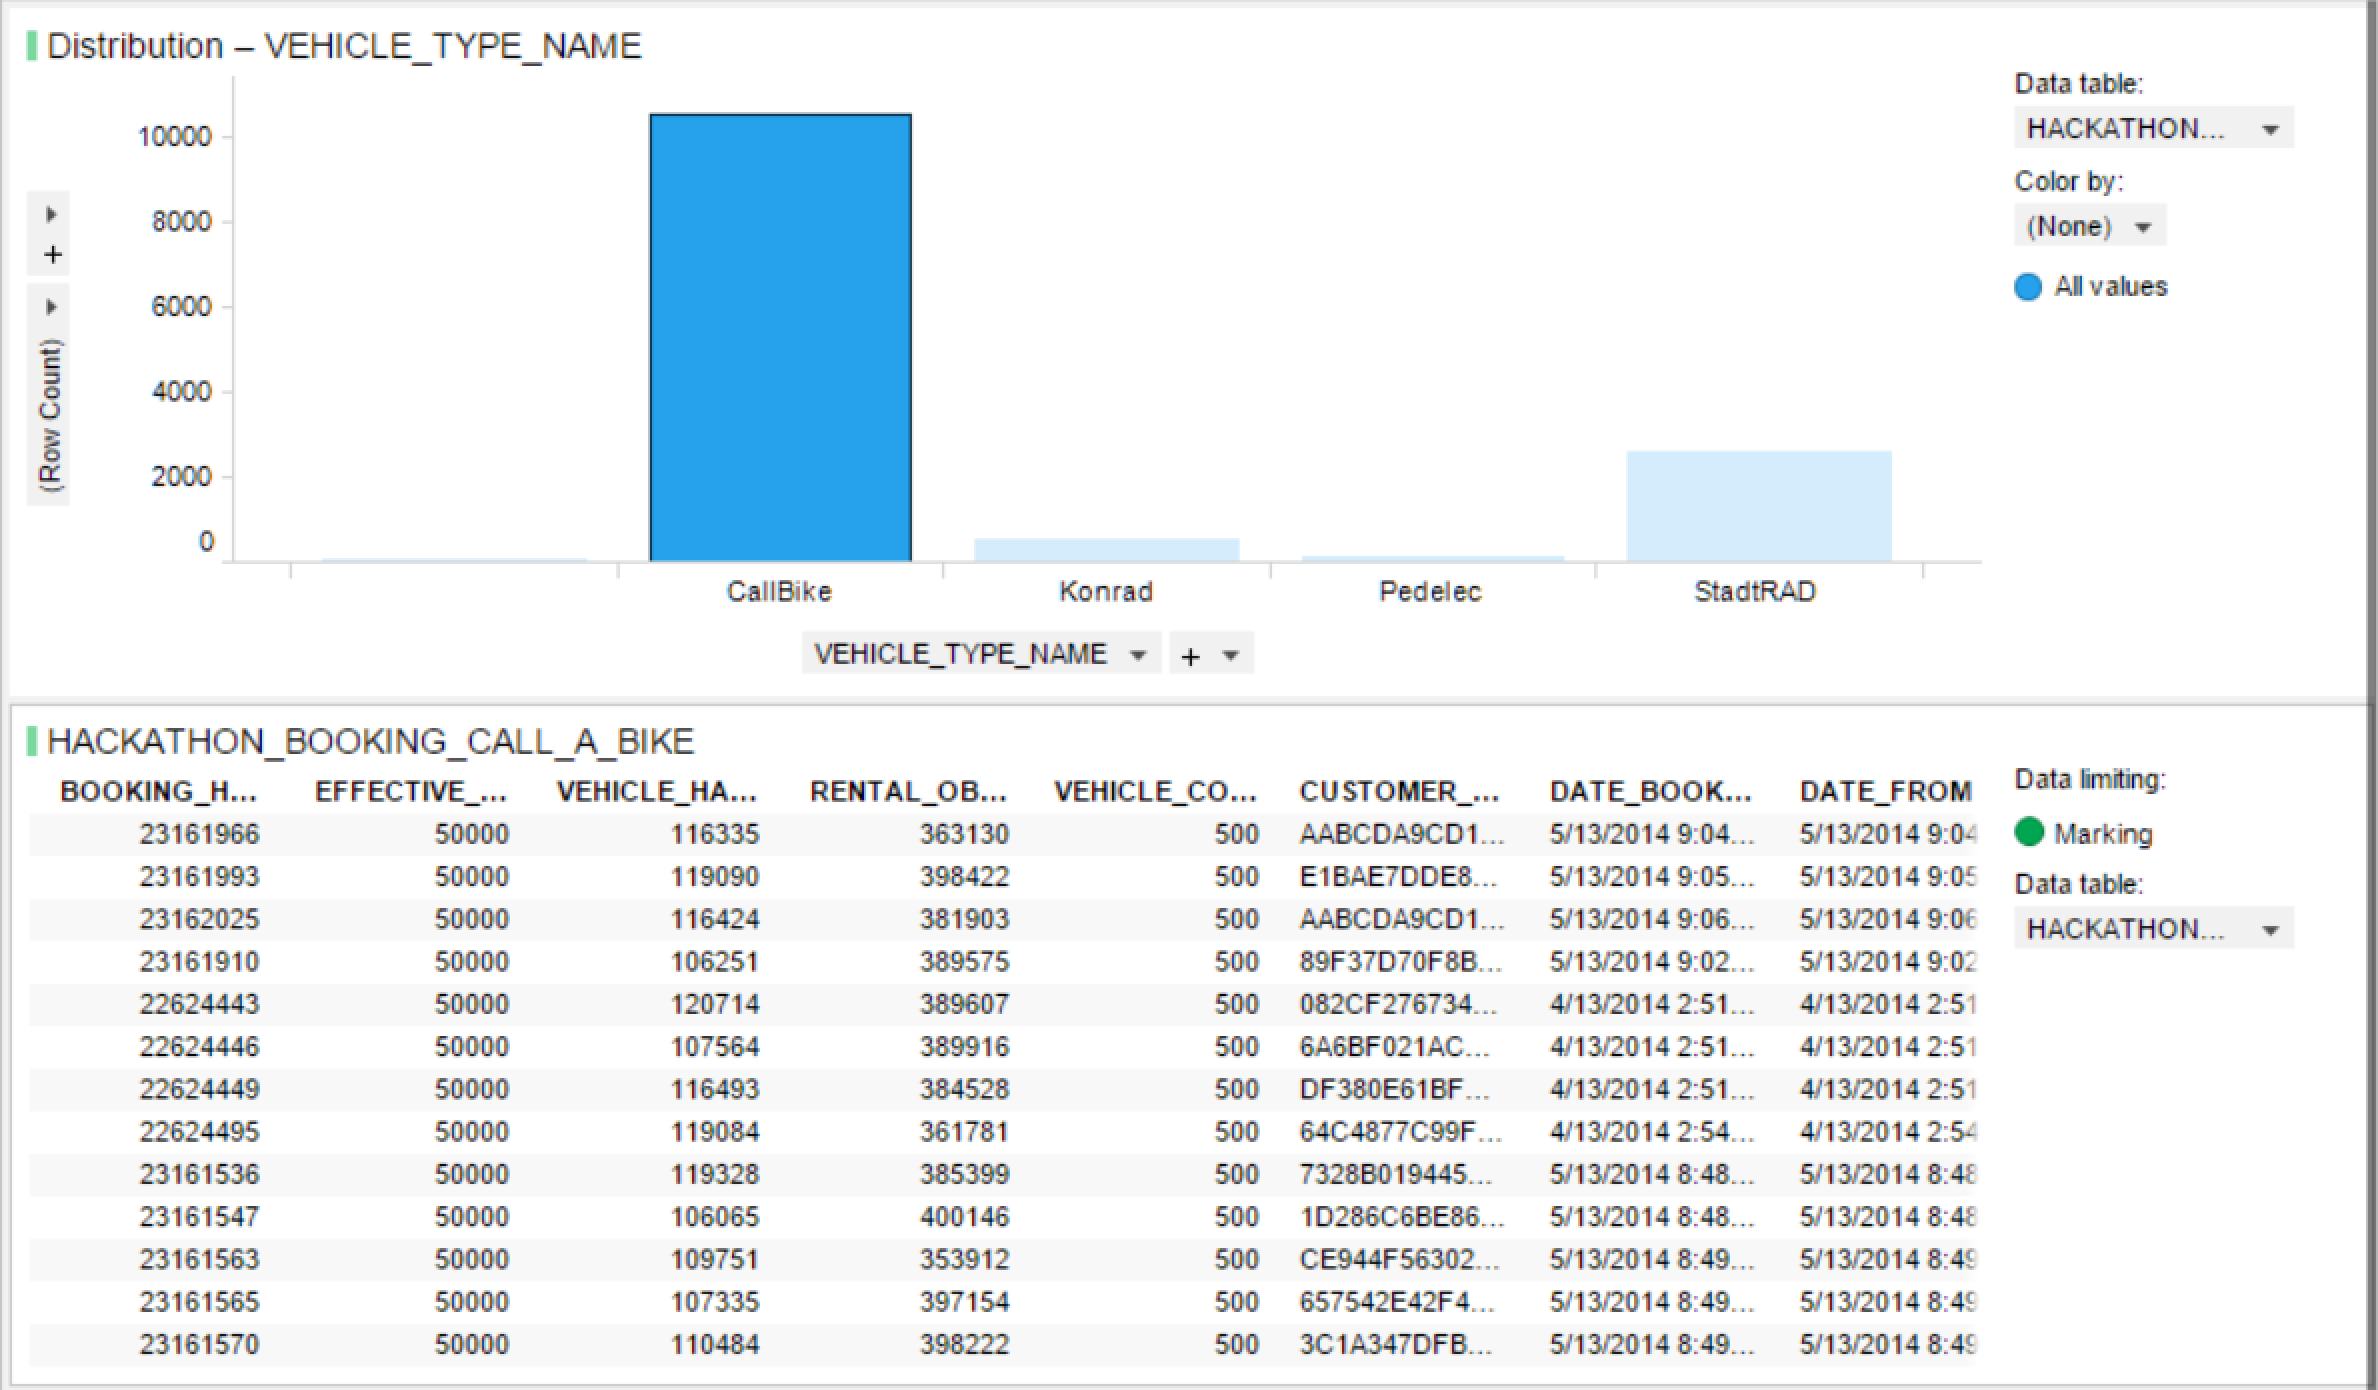 Distribution – VEHICLE_TYPE_NAME
Data table:
HACKATHON...
Color by:
(None)
All values
10000
8000
6000
4000
2000
0
+
(Row Count)
CallBike Konrad Pedelec StadtRAD
VEHICLE_TYPE_NAME +
HACKATHON_BOOKING_CALL_A_BIKE
BOOKING_H... EFFECTIVE_... VEHICLE_HA... RENTAL_OB... VEHICLE_CO... CUSTOMER_... DATE_BOOK... DATE_FROM
23161966 50000 116335 363130 500 AABCDA9CD1... 5/13/2014 9:04... 5/13/2014 9:04
23161993 50000 119090 398422 500 E1BAE7DDE8... 5/13/2014 9:05... 5/13/2014 9:05
23162025 50000 116424 381903 500 AABCDA9CD1... 5/13/2014 9:06... 5/13/2014 9:06
23161910 50000 106251 389575 500 89F37D70F8B... 5/13/2014 9:02... 5/13/2014 9:02
22624443 50000 120714 389607 500 082CF276734... 4/13/2014 2:51... 4/13/2014 2:51
22624446 50000 107564 389916 500 6A6BF021AC... 4/13/2014 2:51... 4/13/2014 2:51
22624449 50000 116493 384528 500 DF380E61BF... 4/13/2014 2:51... 4/13/2014 2:51
22624495 50000 119084 361781 500 64C4877C99F... 4/13/2014 2:54... 4/13/2014 2:54
23161536 50000 119328 385399 500 7328B019445... 5/13/2014 8:48... 5/13/2014 8:48
23161547 50000 106065 400146 500 1D286C6BE86... 5/13/2014 8:48... 5/13/2014 8:48
23161563 50000 109751 353912 500 CE944F56302... 5/13/2014 8:49... 5/13/2014 8:49
23161565 50000 107335 397154 500 657542E42F4... 5/13/2014 8:49... 5/13/2014 8:49
23161570 50000 110484 398222 500 3C1A347DFB... 5/13/2014 8:49... 5/13/2014 8:49
Data limiting:
Marking
Data table:
HACKATHON...